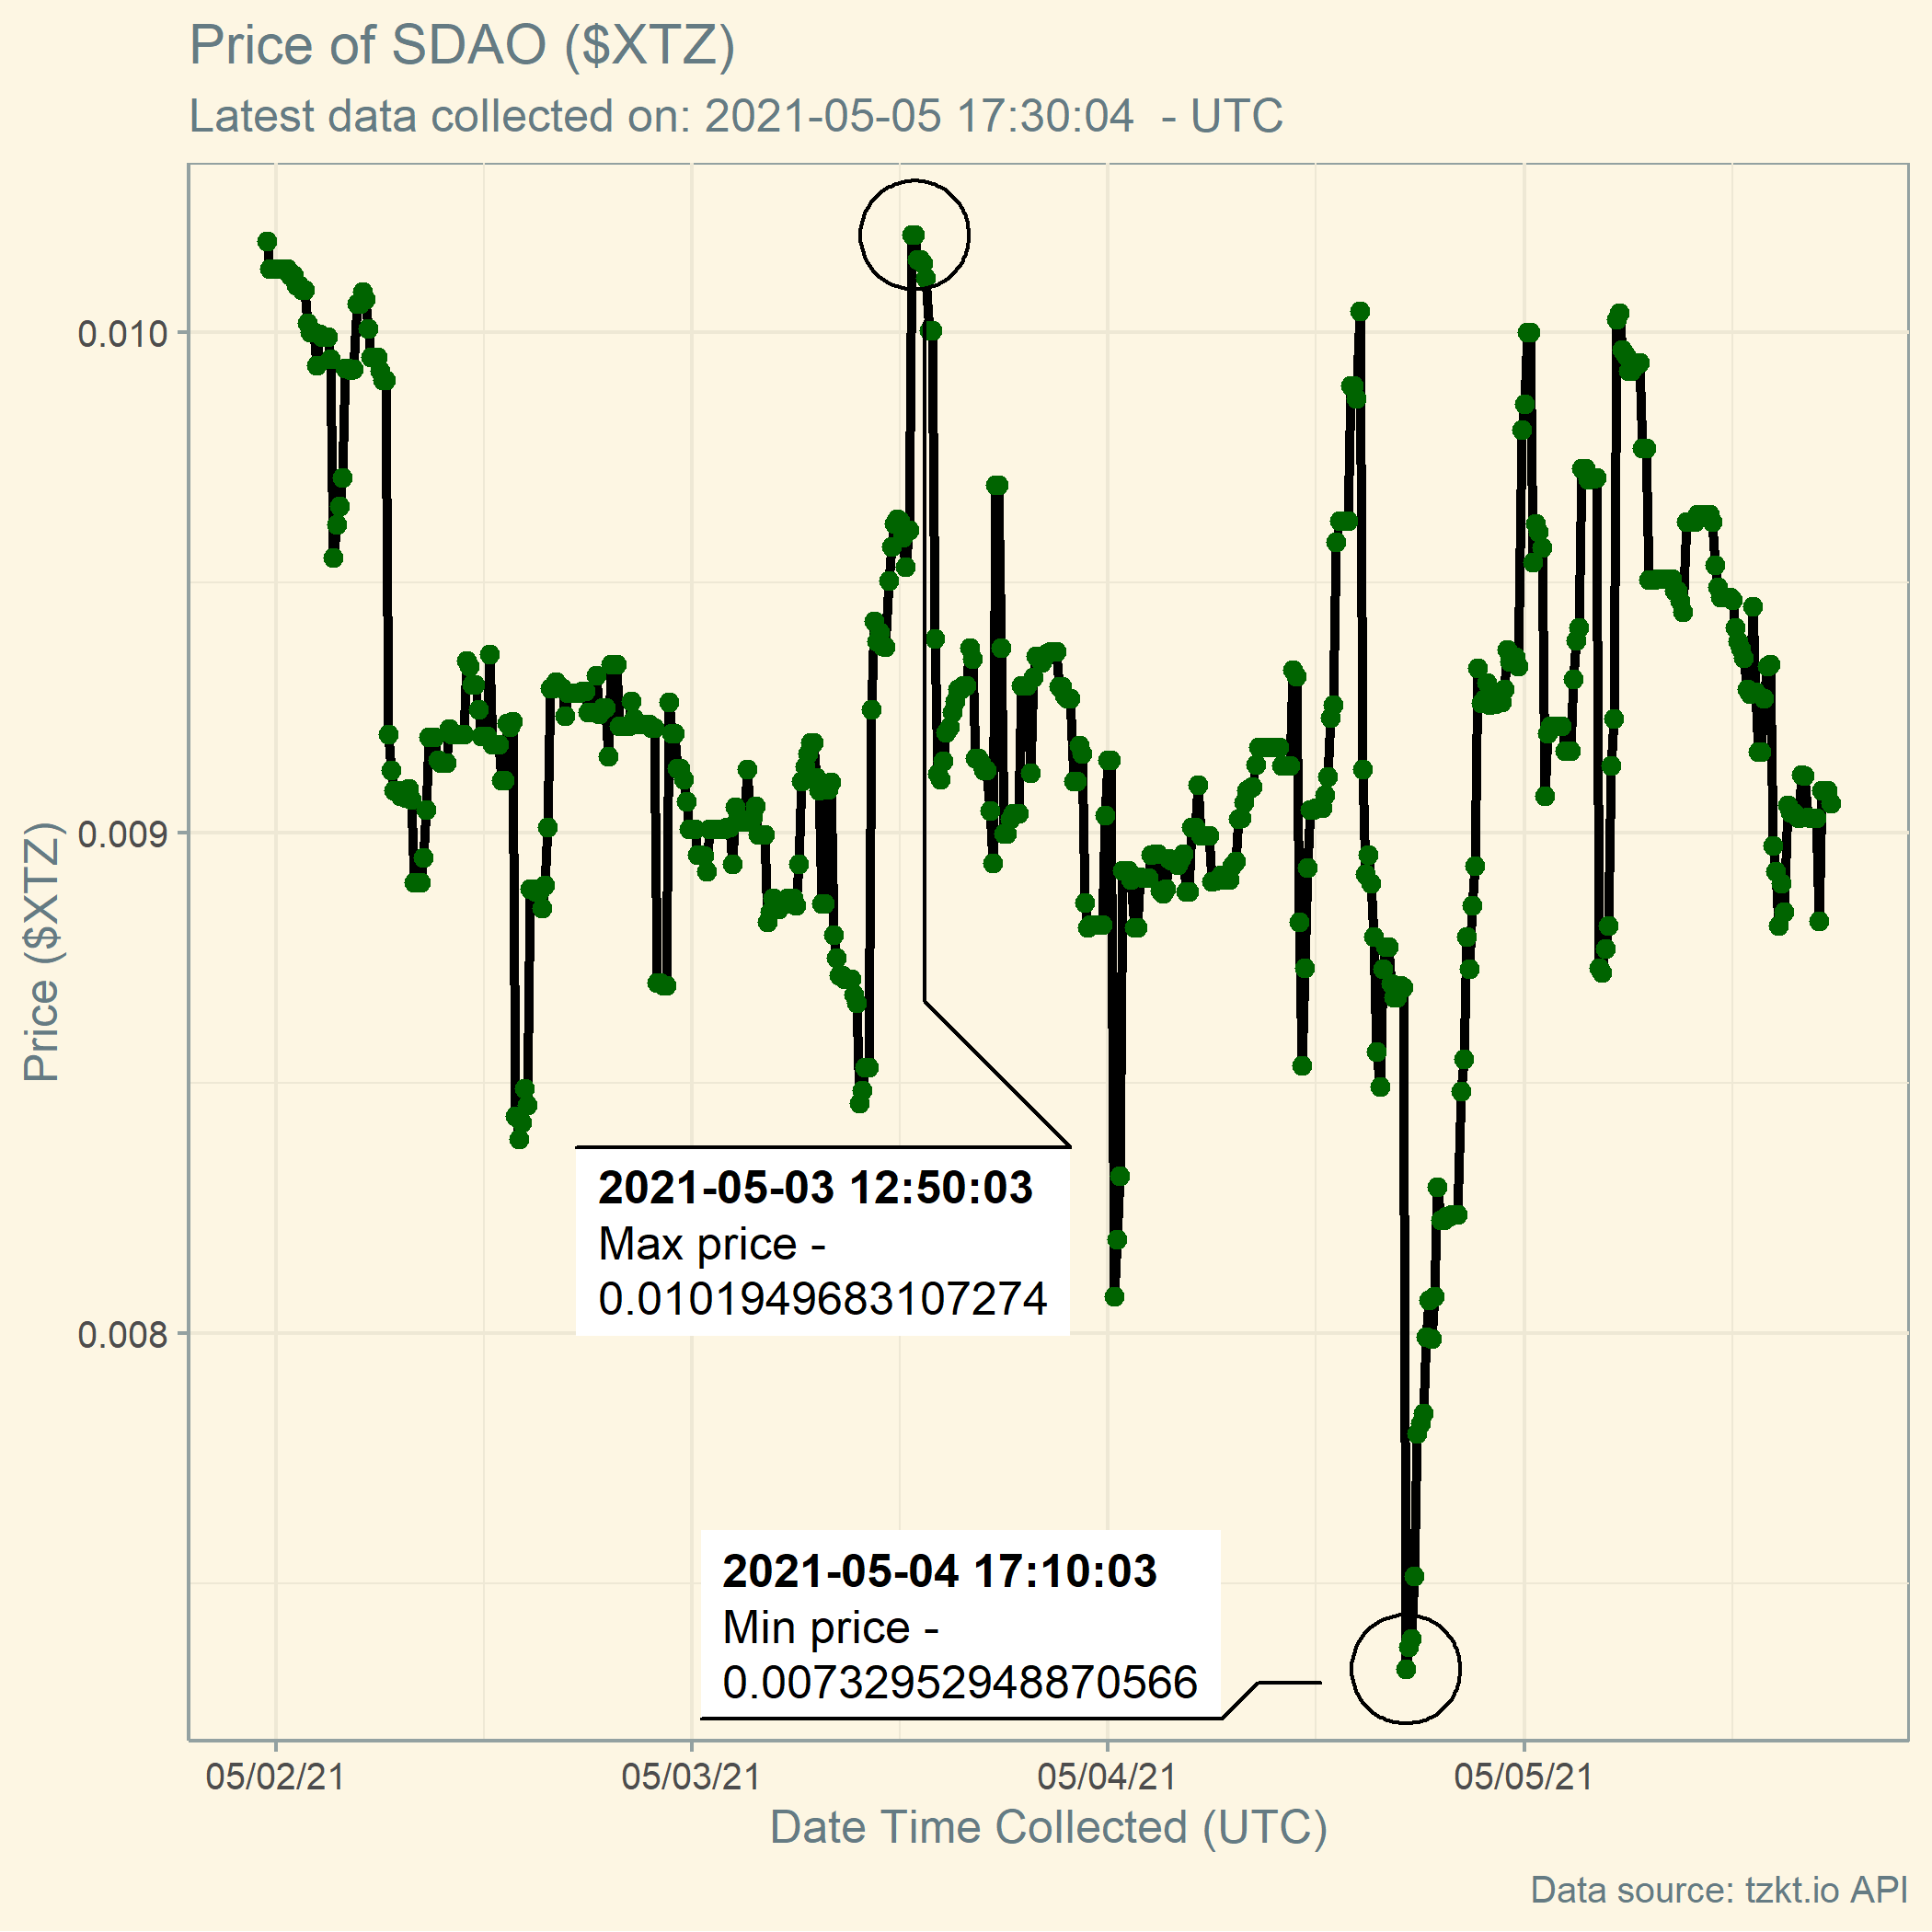 Price of SDAO ($XTZ)
Latest data collected on: 2021-05-05 17:30:04  - UTC
0.010
0.009
0.008
Price ($XTZ)
2021-05-03 12:50:03
Max price -
0.0101949683107274
2021-05-04 17:10:03
Min price -
0.00732952948870566
05/02/21
05/03/21
05/04/21
05/05/21
Date Time Collected (UTC)
Data source: tzkt.io API